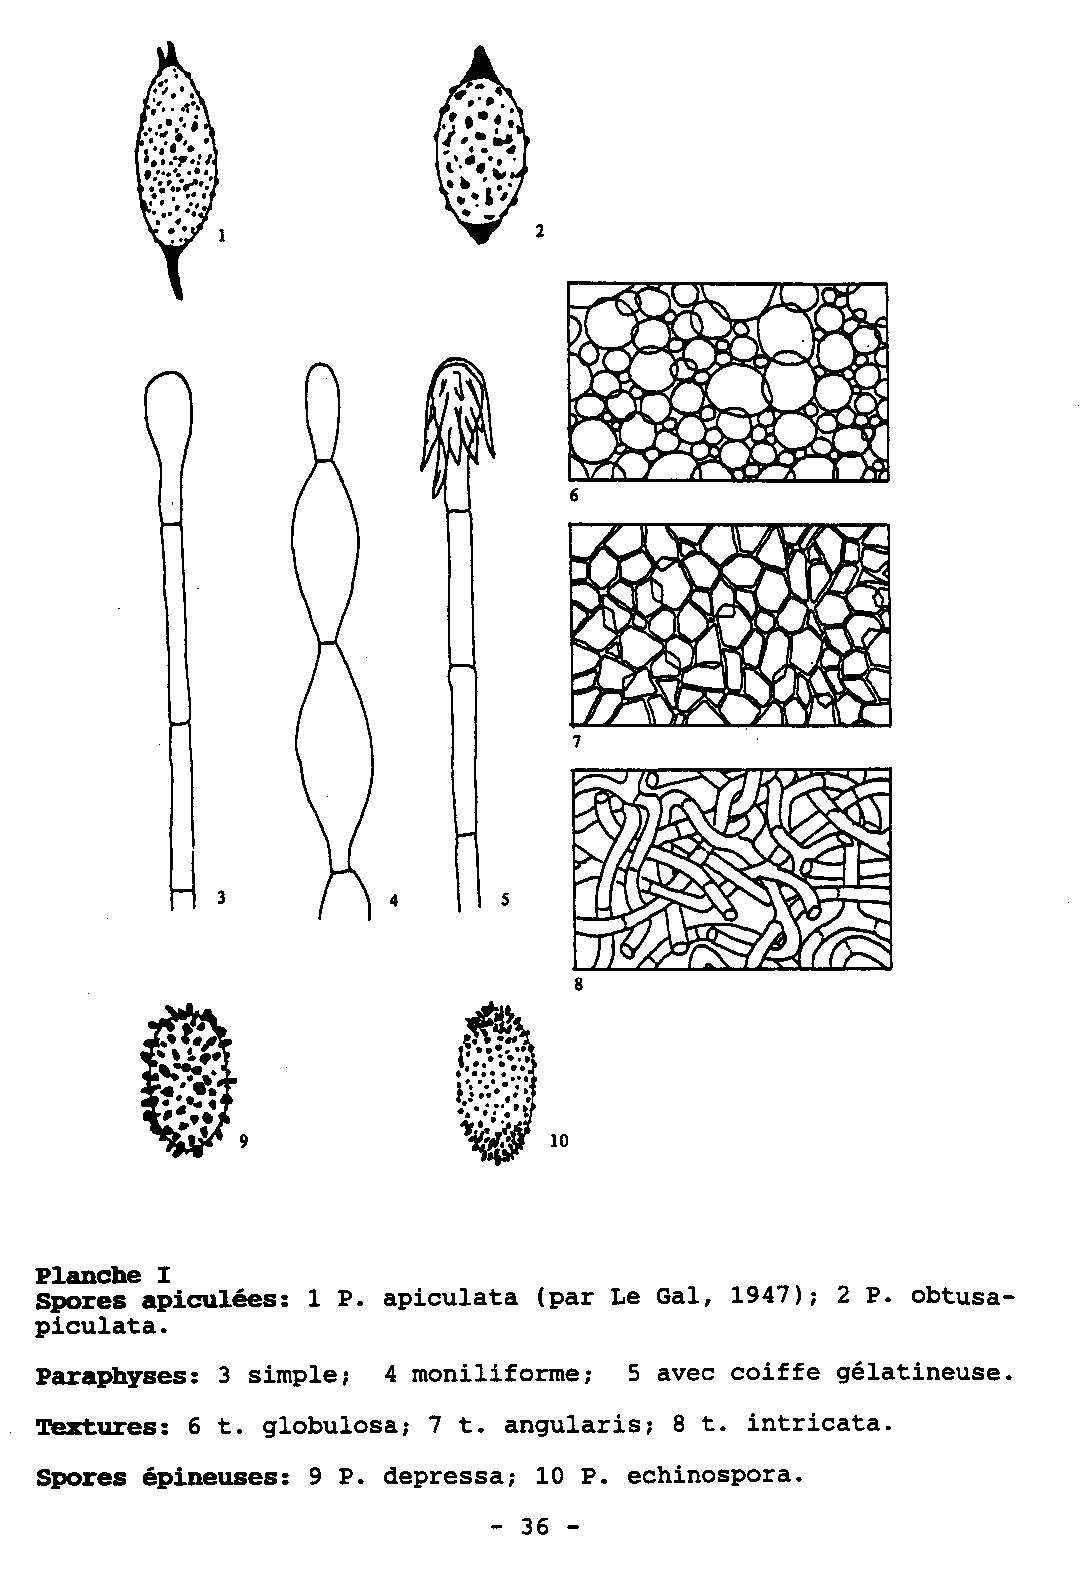 1
2
3
4
5
6
7
8
9
10
Planche I
Spores apiculées: 1 P. apiculata (par Le Gal, 1947); 2 P. obtusa-
piculata.
Paraphyses: 3 simple; 4 moniliforme; 5 avec coiffe gélatineuse.
Textures: 6 t. globulosa; 7 t. angularis; 8 t. intricata.
Spores épineuses: 9 P. depressa; 10 P. echinospora.
- 36 -